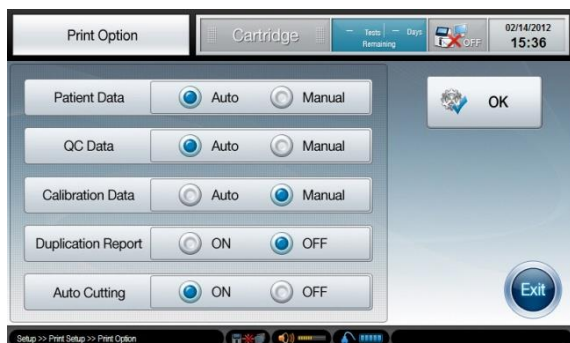 Print Option
Cartridge
– Tests – Days
Remaining
OFF
02/14/2012
15:36
Patient Data Auto Manual
OK
QC Data Auto Manual
Calibration Data Auto Manual
Duplication Report ON OFF
Auto Cutting ON OFF
Exit
Setup >> Print Setup >> Print Option